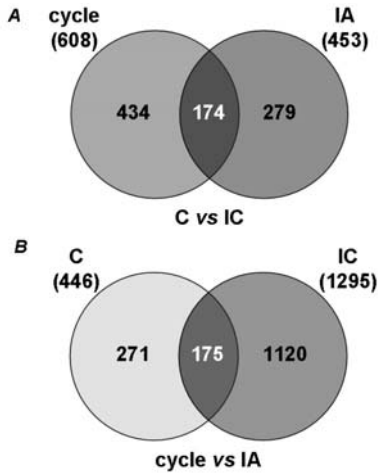 A
cycle IA
(608) (453)
434 174 279
C vs IC
B
C IC
(446) (1295)
271 175 1120
cycle vs IA